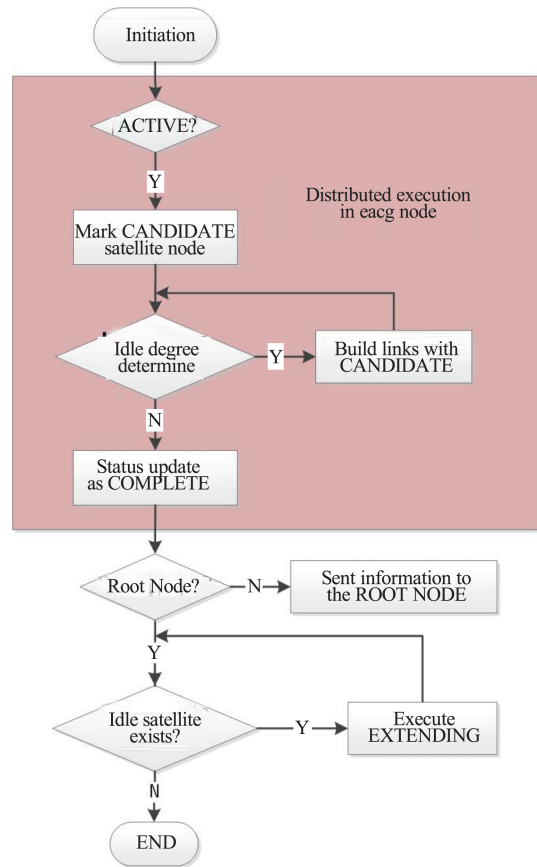 Initiation
ACTIVE?
Y
Distributed execution
in eacg node
Mark CANDIDATE
satellite node
Idle degree
determine
Y
Build links with
CANDIDATE
N
Status update
as COMPLETE
Root Node?
N
Sent information to
the ROOT NODE
Y
Idle satellite
exists?
Y
Execute
EXTENDING
N
END